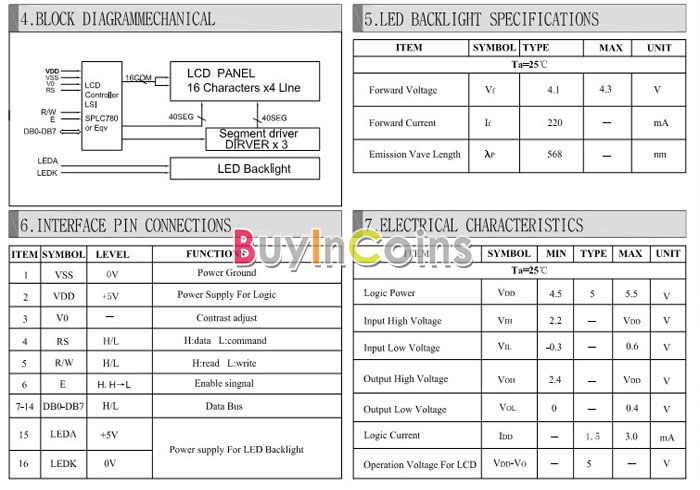 4.BLOCK DIAGRAMMECHANICAL
VDD
VSS
V0
RS
R/W
E
DB0-DB7
LCD
Controller
LSI
SPLC780
or Eqv
16COM
LCD PANEL
16 Characters x4 LIne
40SEG
40SEG
Segment driver
DIRVER x 3
LEDA
LEDK
LED Backlight
5.LED BACKLIGHT SPECIFICATIONS
ITEM SYMBOL TYPE MAX UNIT
Ta=25℃
Forward Voltage Vf 4.1 4.3 V
Forward Current If 220 — mA
Emission Vave Length λP 568 — nm
6.INTERFACE PIN CONNECTIONS
ITEM SYMBOL LEVEL FUNCTIONS
1 VSS 0V Power Ground
2 VDD +5V Power Supply For Logic
3 V0 — Contrast adjust
4 RS H/L H:data L:command
5 R/W H/L H:read L:write
6 E H. H→L Enable singnal
7-14 DB0-DB7 H/L Data Bus
15 LEDA +5V Power supply For LED Backlight
16 LEDK 0V
7.ELECTRICAL CHARACTERISTICS
ITEM SYMBOL MIN TYPE MAX UNIT
Ta=25℃
Logic Power VDD 4.5 5 5.5 V
Input High Voltage VIH 2.2 — VDD V
Input Low Voltage VIL -0.3 — 0.6 V
Output High Voltage VOH 2.4 — VDD V
Output Low Voltage VOL 0 — 0.4 V
Logic Current IDD — 1.5 3.0 mA
Operation Voltage For LCD VDD-VO — 5 — V
BuyInCoins